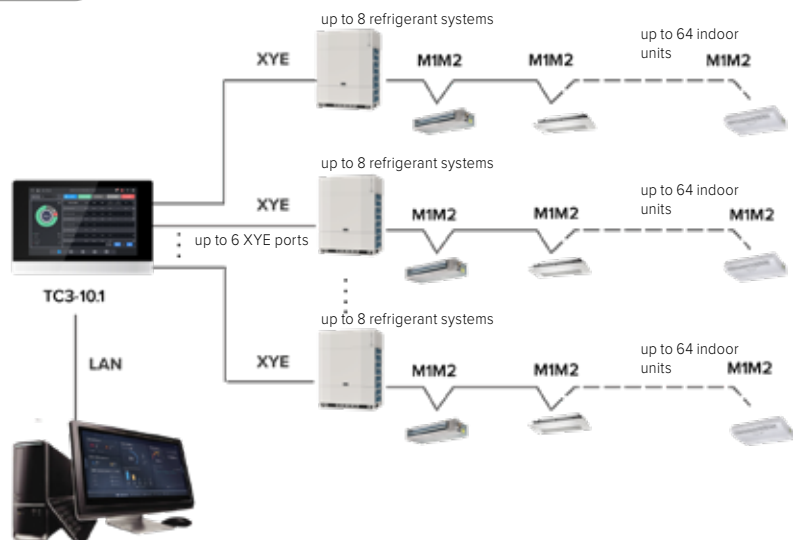 up to 8 refrigerant systems
XYE
M1M2
M1M2
up to 64 indoor
units
M1M2
up to 8 refrigerant systems
XYE
M1M2
M1M2
up to 64 indoor
units
M1M2
up to 6 XYE ports
TC3-10.1
up to 8 refrigerant systems
XYE
M1M2
M1M2
up to 64 indoor
units
M1M2
LAN